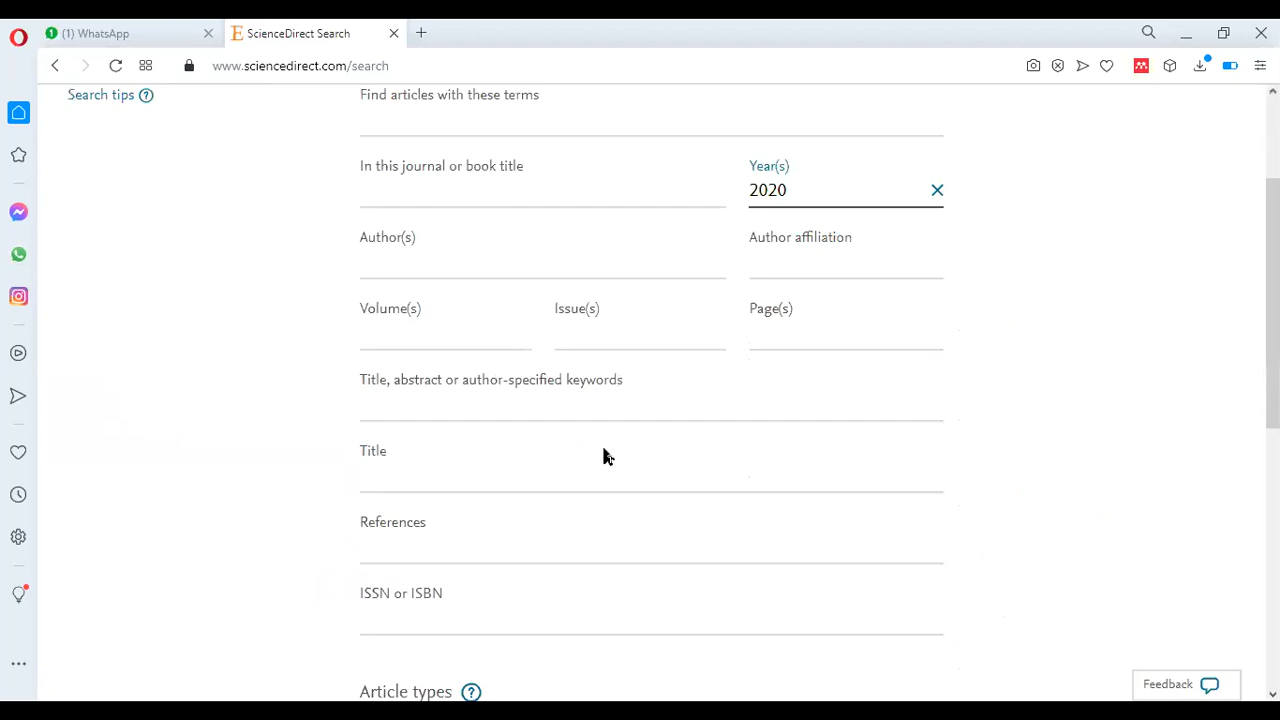 (1) WhatsApp
ScienceDirect Search
www.sciencedirect.com/search
Search tips
Find articles with these terms
In this journal or book title
Year(s)
2020
Author(s)
Author affiliation
Volume(s)
Issue(s)
Page(s)
Title, abstract or author-specified keywords
Title
References
ISSN or ISBN
Article types
Feedback